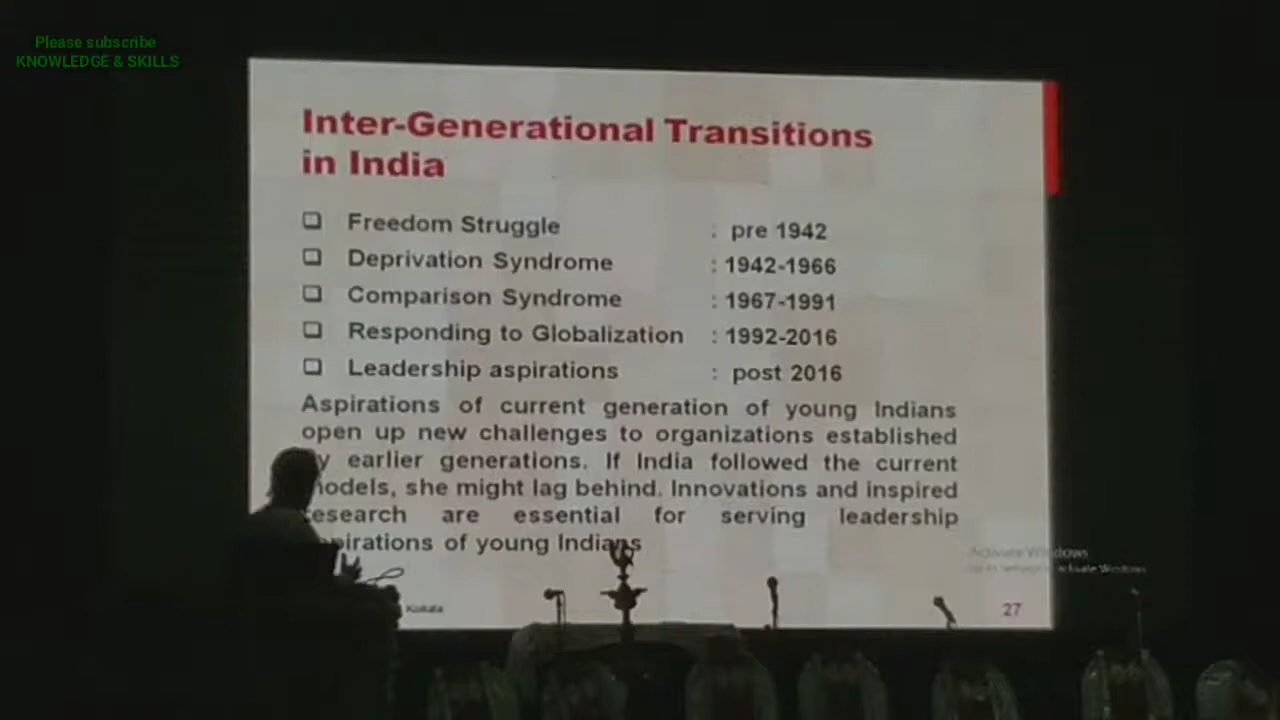 Please subscribe
KNOWLEDGE & SKILLS
Inter-Generational Transitions
in India
❑ Freedom Struggle : pre 1942
❑ Deprivation Syndrome : 1942-1966
❑ Comparison Syndrome : 1967-1991
❑ Responding to Globalization : 1992-2016
❑ Leadership aspirations : post 2016
Aspirations of current generation of young Indians
open up new challenges to organizations established
earlier generations. If India followed the current
she might lag behind. Innovations and inspired
are essential for serving leadership
of young Indians
Activate Windows
27